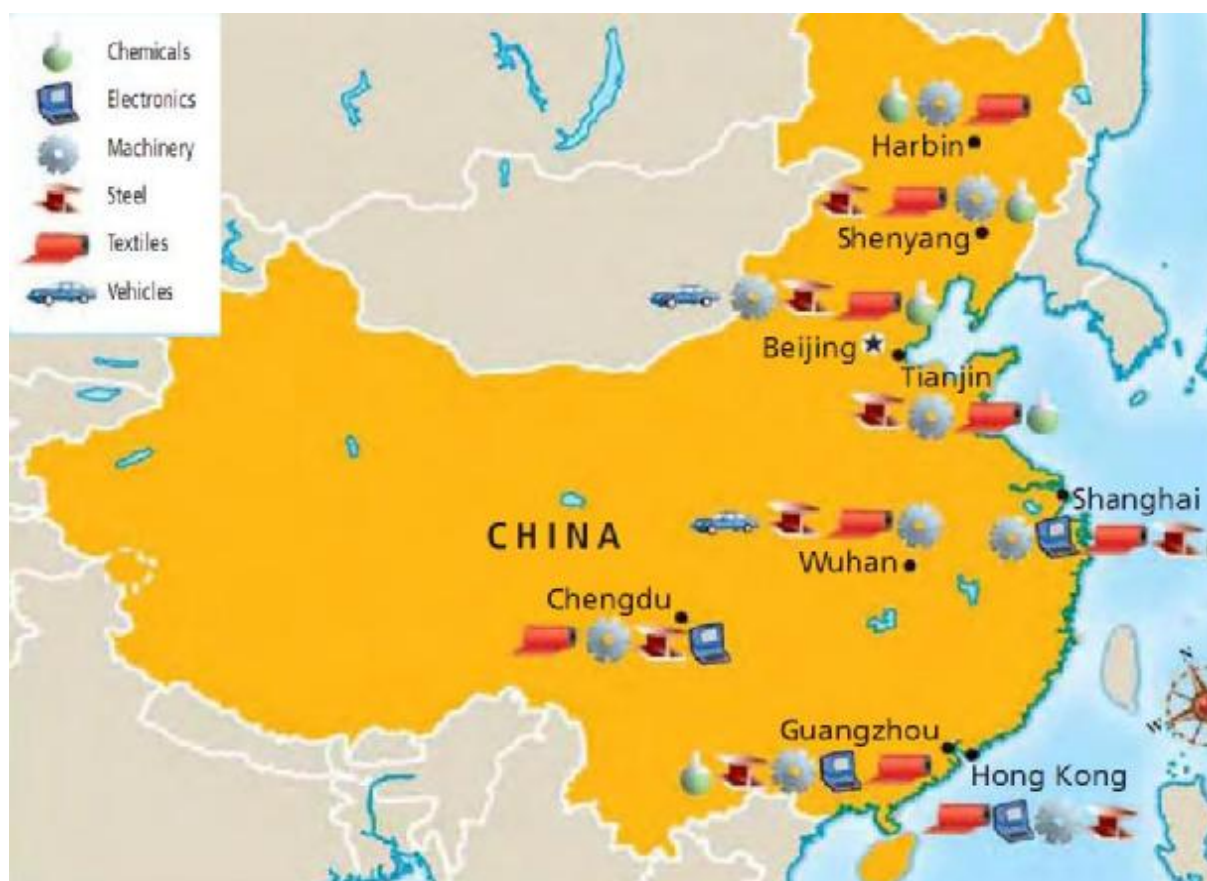 Chemicals
Electronics
Machinery
Steel
Textiles
Vehicles
Harbin
Shenyang
Beijing
Tianjin
Shanghai
CHINA
Wuhan
Chengdu
Guangzhou
Hong Kong
N
W